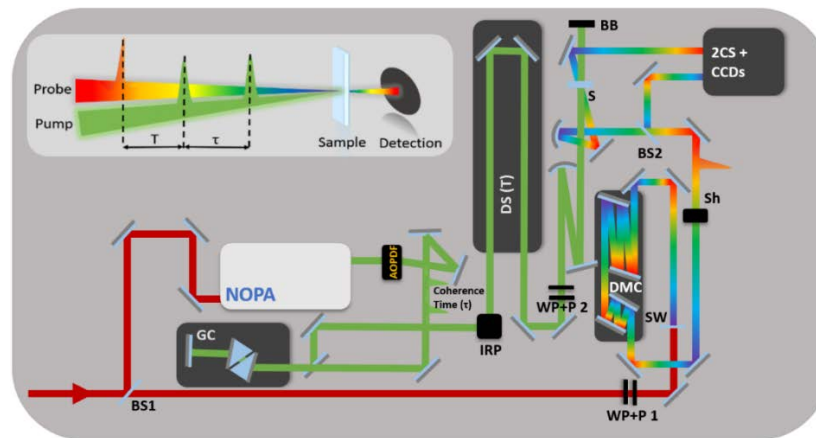 Probe
Pump
T
τ
Sample
Detection
BB
DS (T)
S
2CS +
CCDs
BS2
Sh
NOPA
AOPDF
Coherence
Time (τ)
DMC
WP+P 2
SW
GC
IRP
BS1
WP+P 1